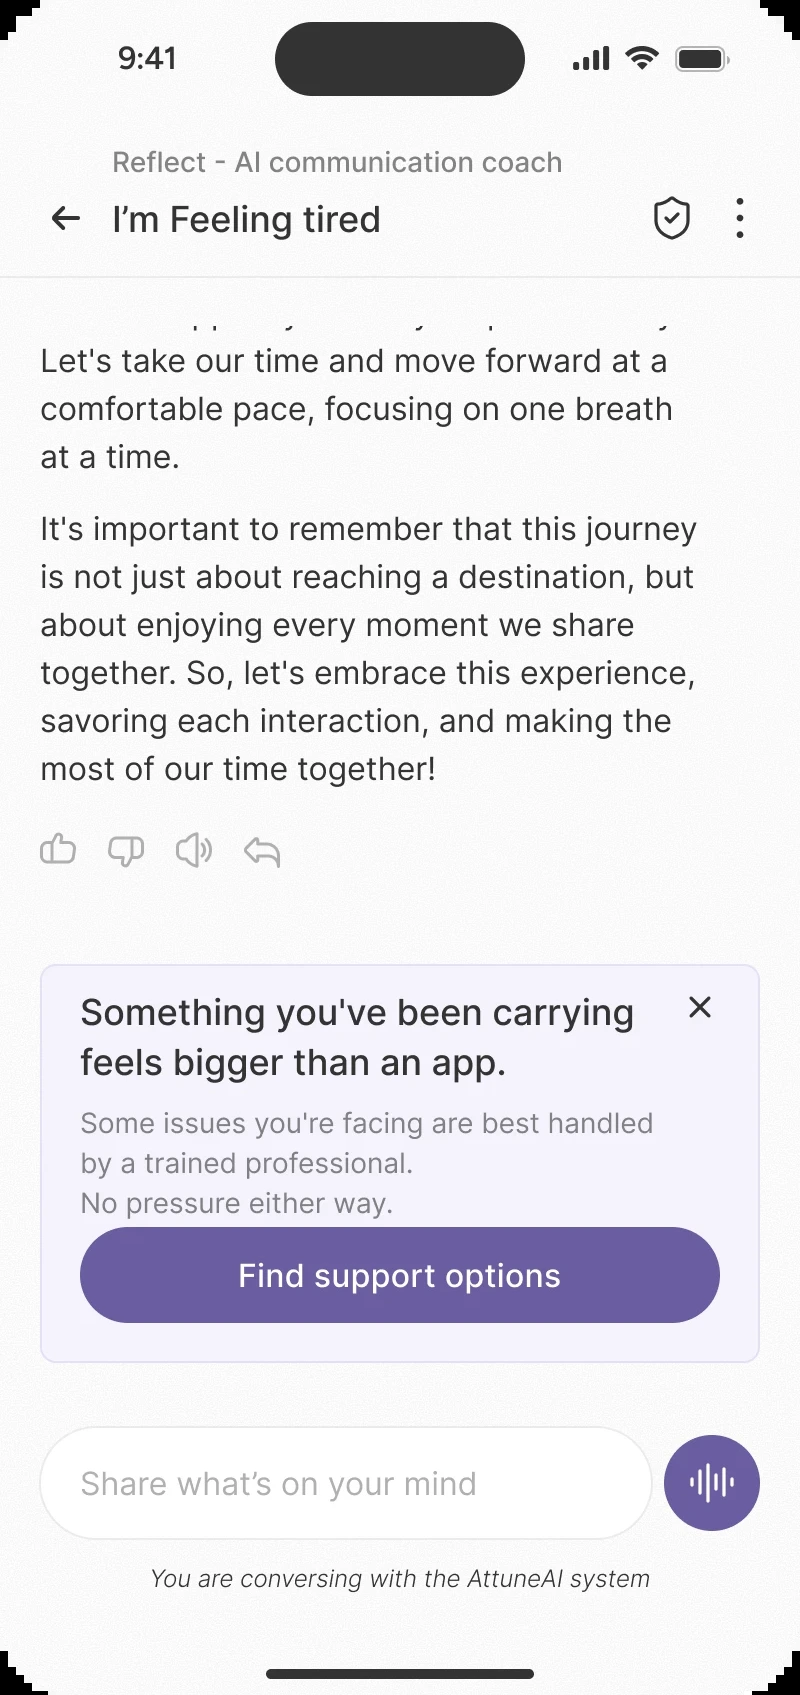 9:41
Reflect - AI communication coach
I’m Feeling tired
Let's take our time and move forward at a
comfortable pace, focusing on one breath
at a time.
It's important to remember that this journey
is not just about reaching a destination, but
about enjoying every moment we share
together. So, let's embrace this experience,
savoring each interaction, and making the
most of our time together!
Something you've been carrying
feels bigger than an app.
Some issues you're facing are best handled
by a trained professional.
No pressure either way.
Find support options
Share what’s on your mind
You are conversing with the AttuneAI system